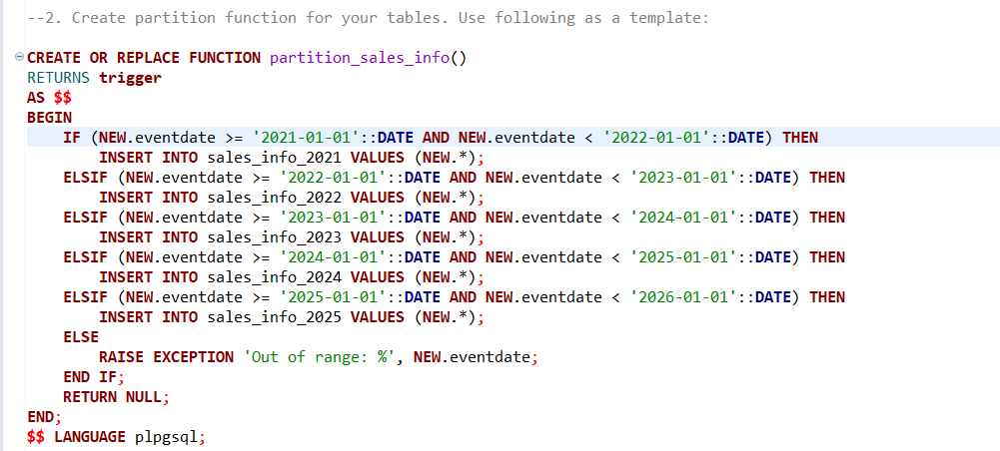 --2. Create partition function for your tables. Use following as a template:
CREATE OR REPLACE FUNCTION partition_sales_info()
RETURNS trigger
AS $$
BEGIN
    IF (NEW.eventdate >= '2021-01-01'::DATE AND NEW.eventdate < '2022-01-01'::DATE) THEN
        INSERT INTO sales_info_2021 VALUES (NEW.*);
    ELSIF (NEW.eventdate >= '2022-01-01'::DATE AND NEW.eventdate < '2023-01-01'::DATE) THEN
        INSERT INTO sales_info_2022 VALUES (NEW.*);
    ELSIF (NEW.eventdate >= '2023-01-01'::DATE AND NEW.eventdate < '2024-01-01'::DATE) THEN
        INSERT INTO sales_info_2023 VALUES (NEW.*);
    ELSIF (NEW.eventdate >= '2024-01-01'::DATE AND NEW.eventdate < '2025-01-01'::DATE) THEN
        INSERT INTO sales_info_2024 VALUES (NEW.*);
    ELSIF (NEW.eventdate >= '2025-01-01'::DATE AND NEW.eventdate < '2026-01-01'::DATE) THEN
        INSERT INTO sales_info_2025 VALUES (NEW.*);
    ELSE
        RAISE EXCEPTION 'Out of range: %', NEW.eventdate;
    END IF;
    RETURN NULL;
END;
$$ LANGUAGE plpgsql;